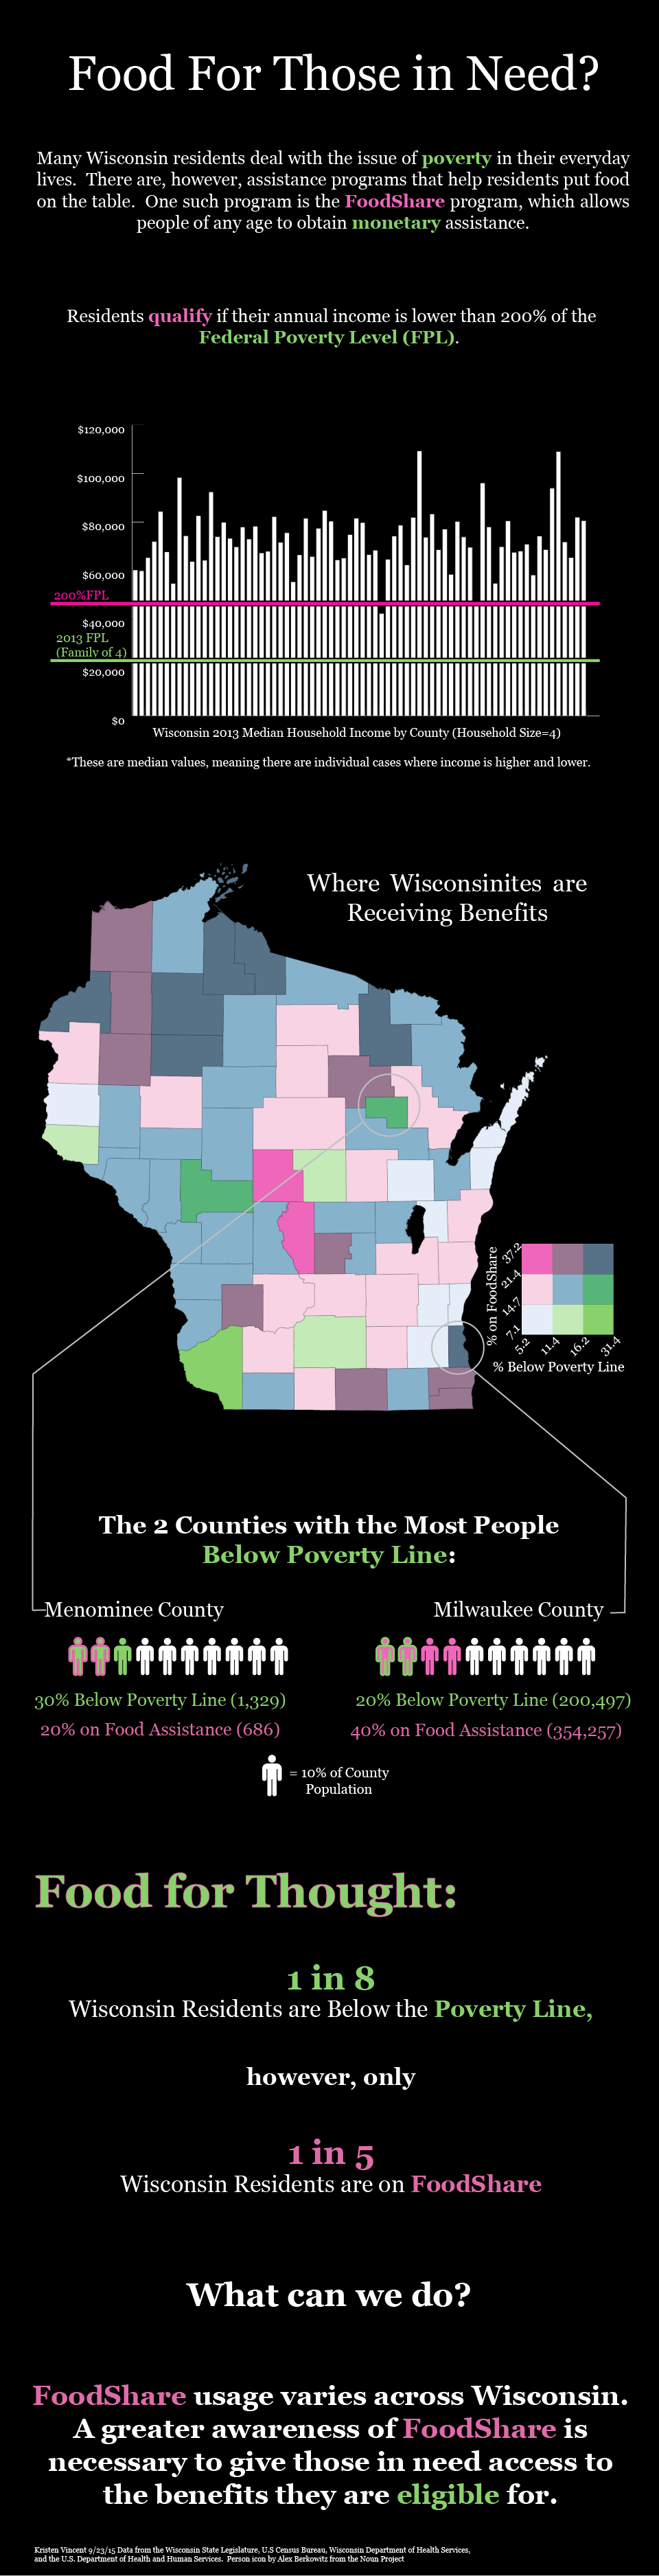 Food For Those in Need?
Many Wisconsin residents deal with the issue of poverty in their everyday
lives. There are, however, assistance programs that help residents put food
on the table. One such program is the FoodShare program, which allows
people of any age to obtain monetary assistance.
Residents qualify if their annual income is lower than 200% of the
Federal Poverty Level (FPL).
$120,000
$100,000
$80,000
$60,000
200%FPL
$40,000
2013 FPL
(Family of 4)
$20,000
$0
Wisconsin 2013 Median Household Income by County (Household Size=4)
*These are median values, meaning there are individual cases where income is higher and lower.
Where Wisconsinites are
Receiving Benefits
% on FoodShare
37.2
21.4
14.7
7.1
5.2
11.4
16.2
31.4
% Below Poverty Line
The 2 Counties with the Most People
Below Poverty Line:
Menominee County
Milwaukee County
30% Below Poverty Line (1,329)
20% Below Poverty Line (200,497)
20% on Food Assistance (686)
40% on Food Assistance (354,257)
= 10% of County
Population
Food for Thought:
1 in 8
Wisconsin Residents are Below the Poverty Line,
however, only
1 in 5
Wisconsin Residents are on FoodShare
What can we do?
FoodShare usage varies across Wisconsin.
A greater awareness of FoodShare is
necessary to give those in need access to
the benefits they are eligible for.
Kristen Vincent 9/23/15 Data from the Wisconsin State Legislature, U.S Census Bureau, Wisconsin Department of Health Services,
and the U.S. Department of Health and Human Services. Person icon by Alex Berkowitz from the Noun Project